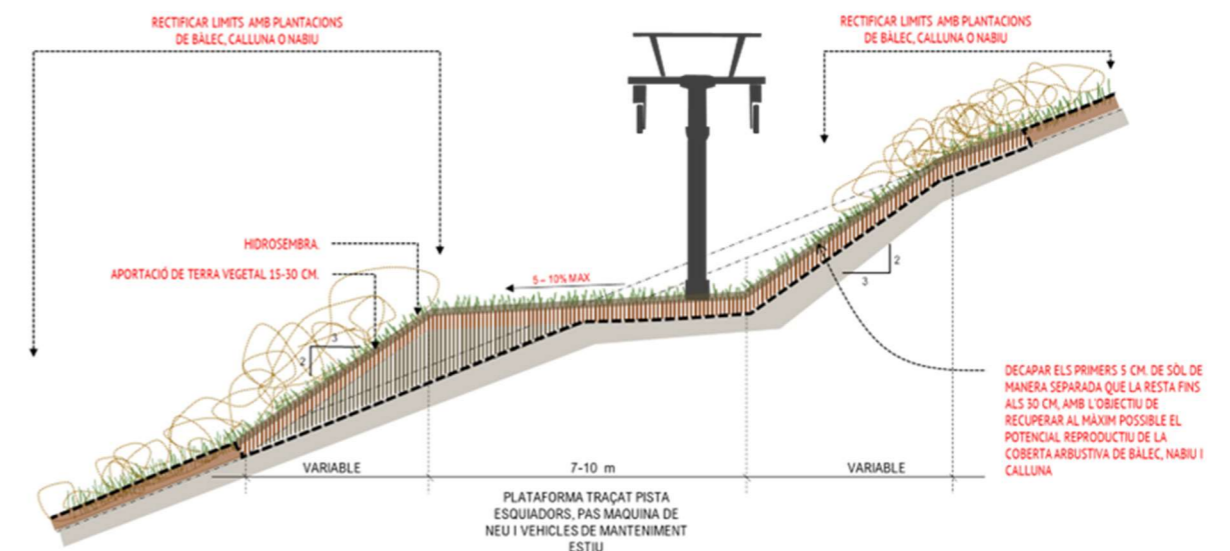 RECTIFICAR LIMITS AMB PLANTACIONS
DE BÀLEC, CALLUNA O NABIU
RECTIFICAR LIMITS AMB PLANTACIONS
DE BÀLEC, CALLUNA O NABIU
HIDROSEMBRA.
APORTACIÓ DE TERRA VEGETAL 15-30 CM.
5 – 10% MAX
2
3
3
2
DECAPAR ELS PRIMERS 5 CM. DE SÒL DE
MANERA SEPARADA QUE LA RESTA FINS
ALS 30 CM, AMB L'OBJECTIU DE
RECUPERAR AL MÀXIM POSSIBLE EL
POTENCIAL REPRODUCTIU DE LA
COBERTA ARBUSTIVA DE BÀLEC, NABIU I
CALLUNA
VARIABLE
7-10 m
VARIABLE
PLATAFORMA TRAÇAT PISTA
ESQUIADORS, PAS MAQUINA DE
NEU I VEHICLES DE MANTENIMENT
ESTIU